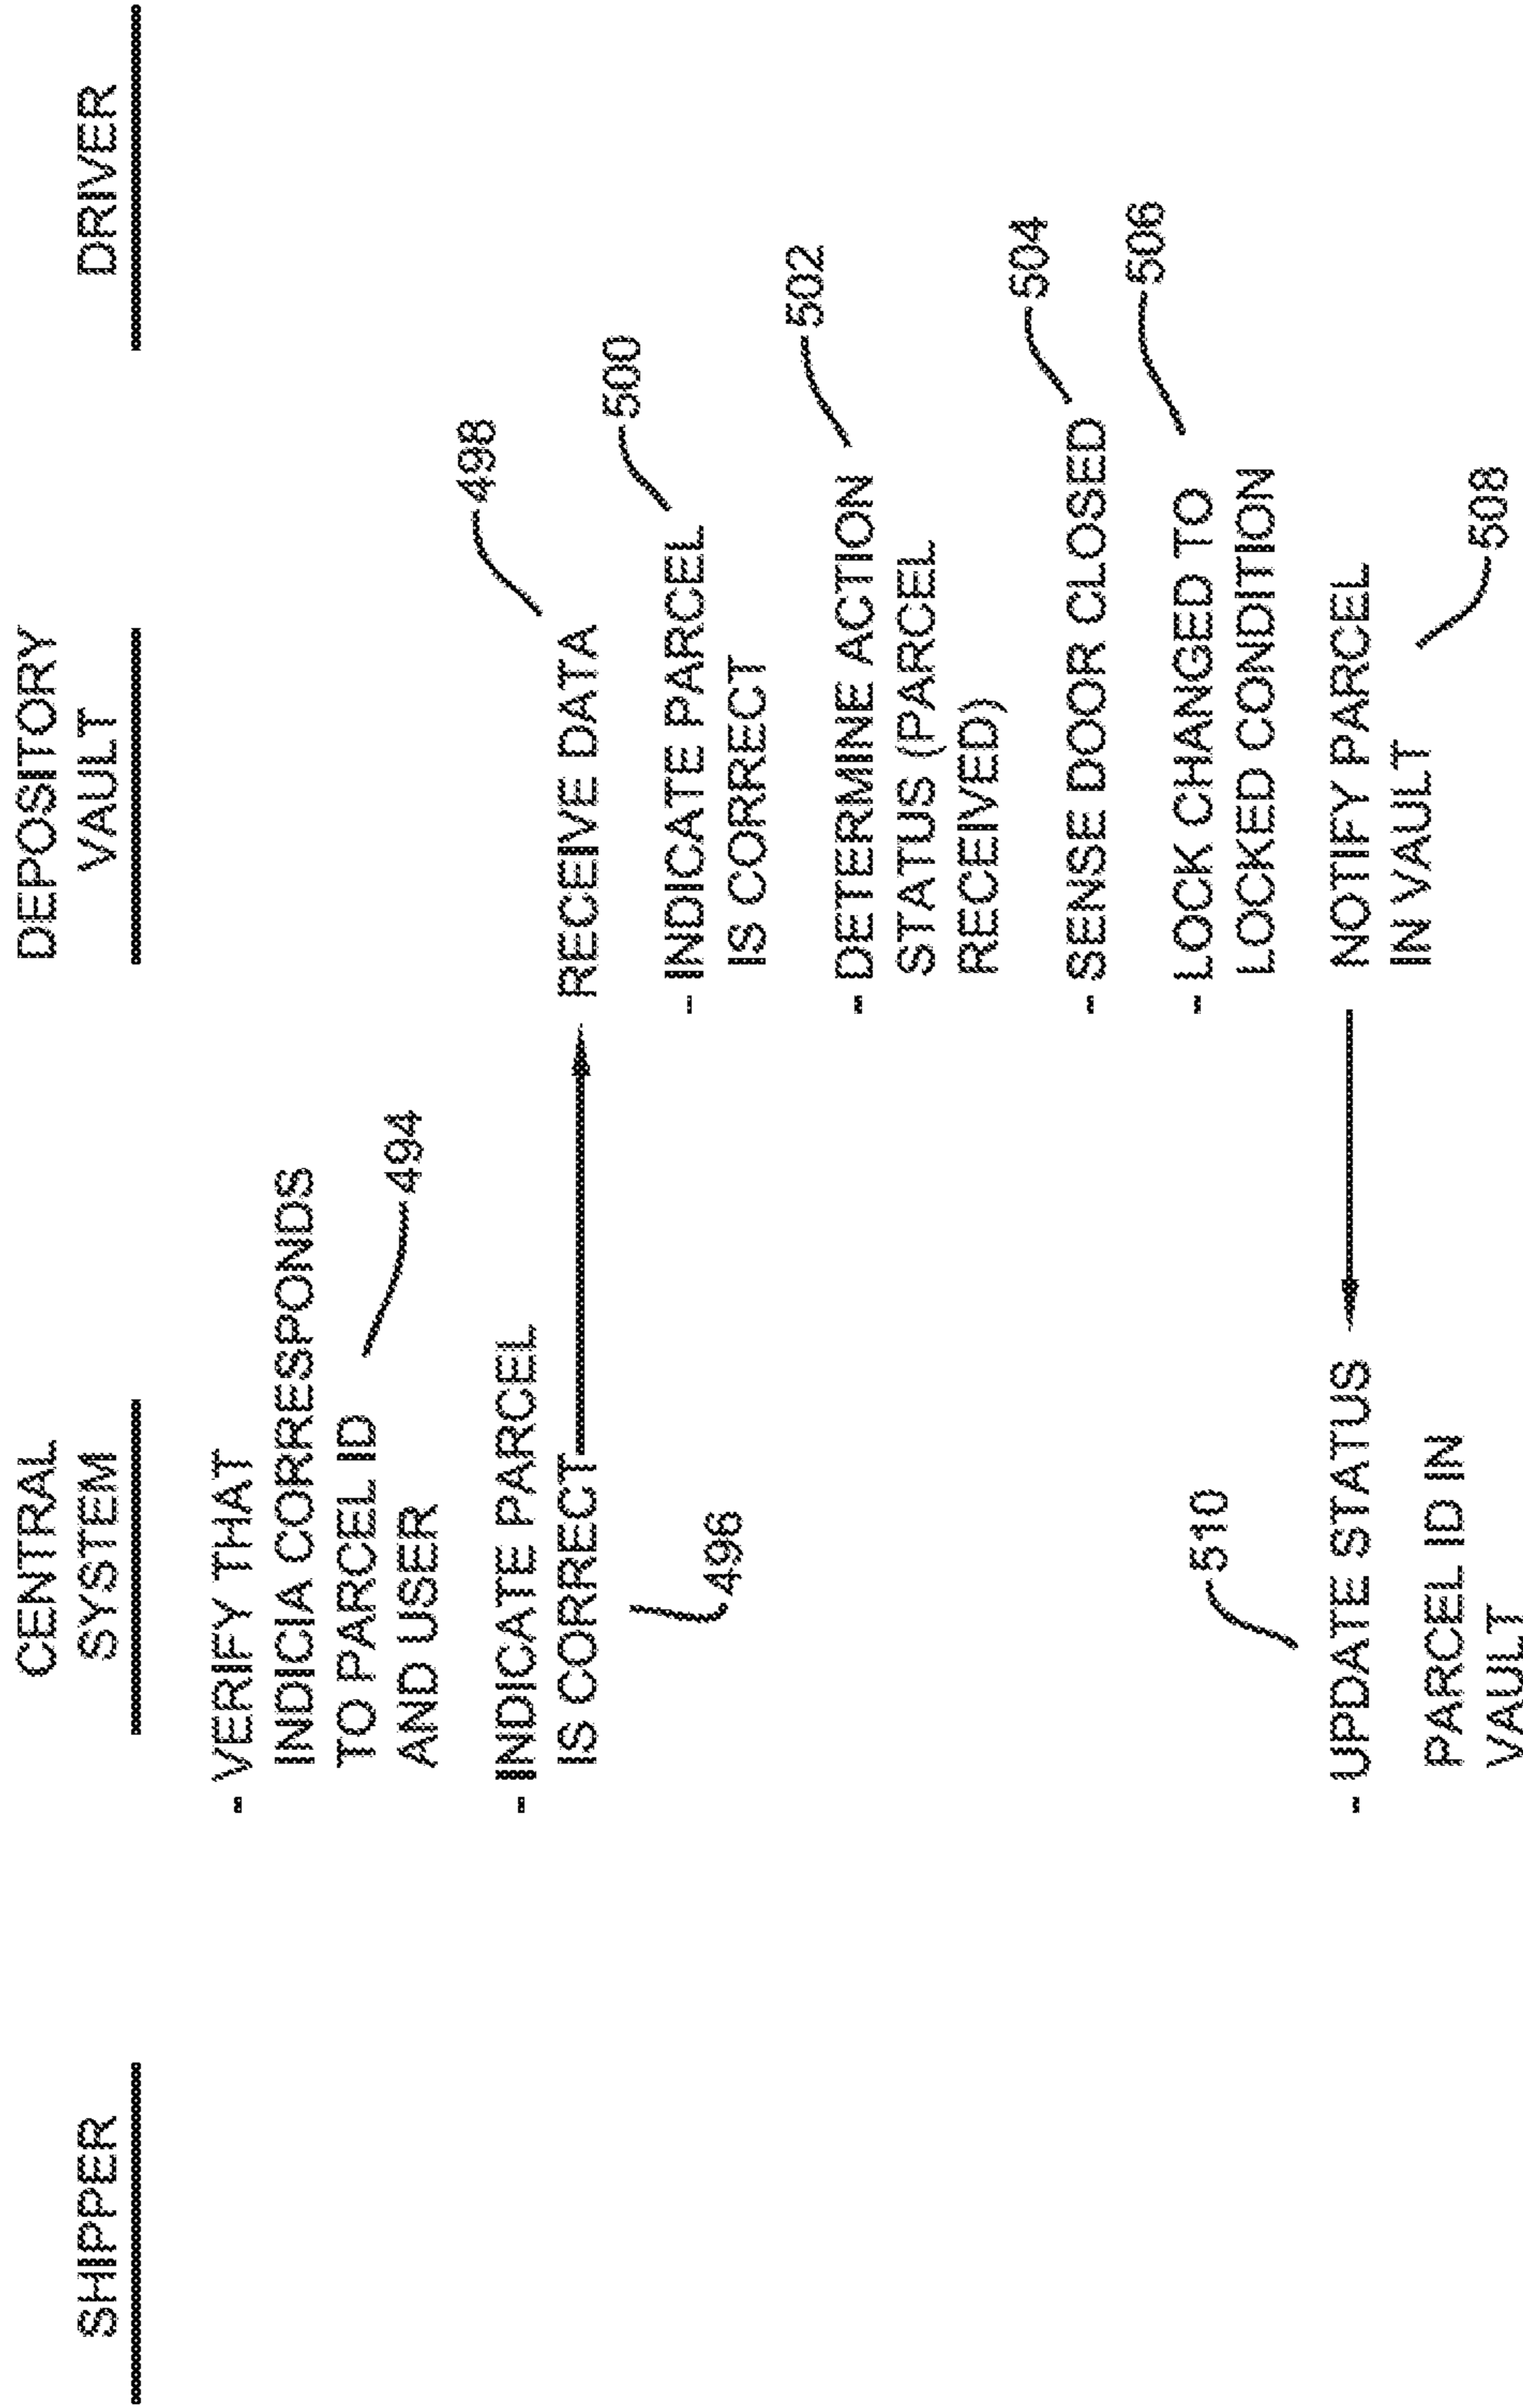 SHIPPER
CENTRAL
SYSTEM
DEPOSITORY
VAULT
DRIVER
- VERIFY THAT
INDICIA CORRESPONDS
TO PARCEL ID
AND USER
494
- INDICATE PARCEL
IS CORRECT
496
RECEIVE DATA
498
- INDICATE PARCEL
IS CORRECT
500
- DETERMINE ACTION
STATUS (PARCEL
RECEIVED)
502
- SENSE DOOR CLOSED
504
- LOCK CHANGED TO
LOCKED CONDITION
506
NOTIFY PARCEL
IN VAULT
508
510
- UPDATE STATUS
PARCEL ID IN
VAULT